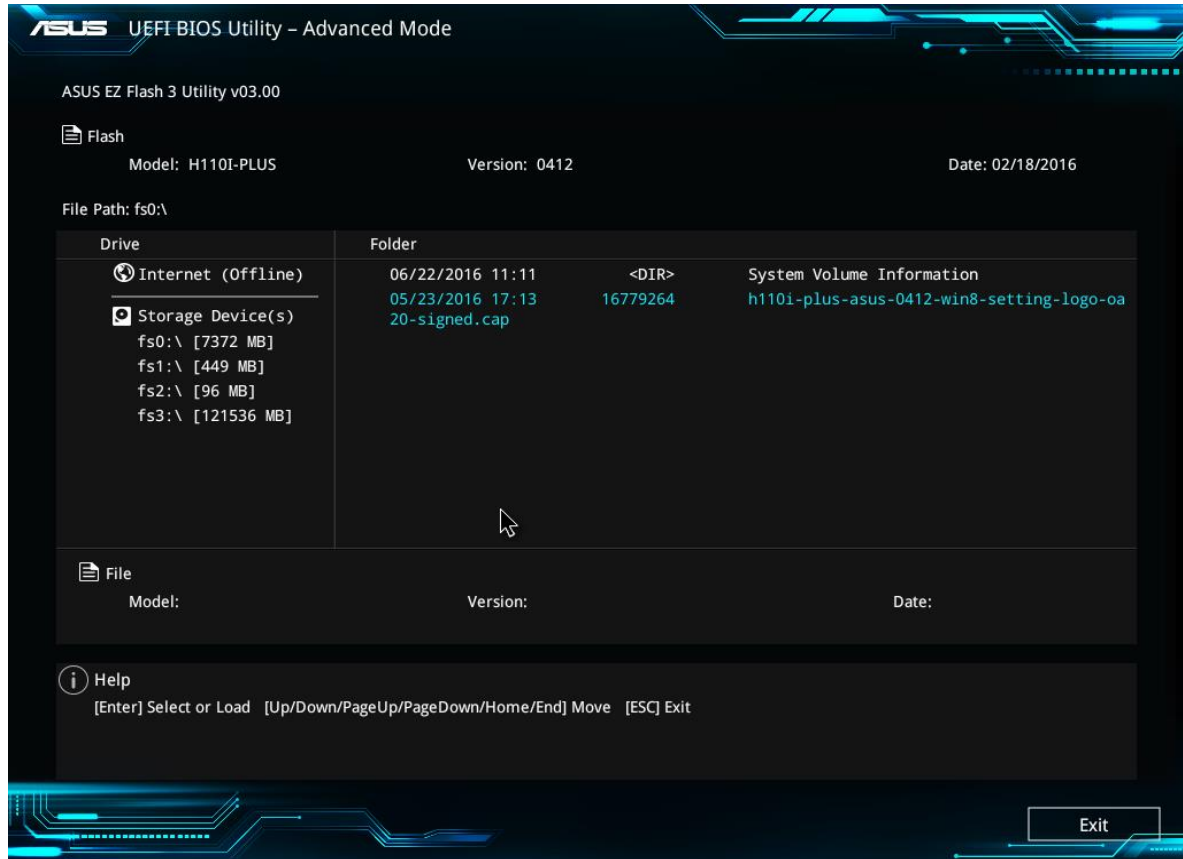 ASUS UEFI BIOS Utility – Advanced Mode
ASUS EZ Flash 3 Utility v03.00
Flash
Model: H110I-PLUS Version: 0412 Date: 02/18/2016
File Path: fs0:\
Drive Folder
Internet (Offline) 06/22/2016 11:11 <DIR> System Volume Information
05/23/2016 17:13 16779264 h110i-plus-asus-0412-win8-setting-logo-oa
Storage Device(s) 20-signed.cap
fs0:\ [7372 MB]
fs1:\ [449 MB]
fs2:\ [96 MB]
fs3:\ [121536 MB]
File
Model: Version: Date:
Help
[Enter] Select or Load [Up/Down/PageUp/PageDown/Home/End] Move [ESC] Exit
Exit